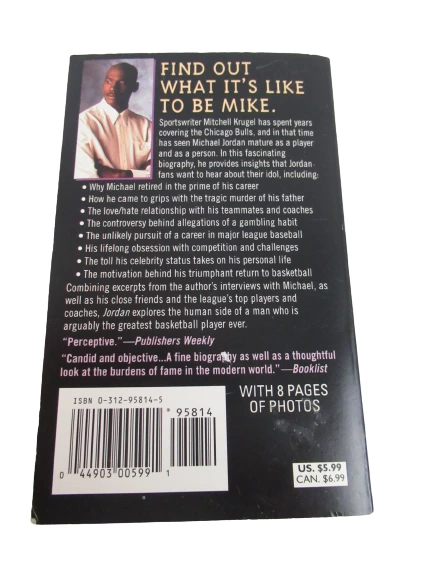 FIND OUT
WHAT IT'S LIKE
TO BE MIKE.
Sportswriter Mitchell Krugel has spent years
covering the Chicago Bulls, and in that time
has seen Michael Jordan mature as a player
and as a person. In this fascinating
biography, he provides insights that Jordan
fans want to hear about their idol, including:
• Why Michael retired in the prime of his career
• How he came to grips with the tragic murder of his father
• The love/hate relationship with his teammates and coaches
• The controversy behind allegations of a gambling habit
• The unlikely pursuit of a career in major league baseball
• His lifelong obsession with competition and challenges
• The toll his celebrity status takes on his personal life
• The motivation behind his triumphant return to basketball
Combining excerpts from the author's interviews with Michael, as
well as his close friends and the league's top players and
coaches, Jordan explores the human side of a man who is
arguably the greatest basketball player ever.
"Perceptive."—Publishers Weekly
"Candid and objective...A fine biography as well as a thoughtful
look at the burdens of fame in the modern world."—Booklist
WITH 8 PAGES
OF PHOTOS
ISBN 0-312-95814-5
95814
0 44903 00599 1
US. $5.99
CAN. $6.99